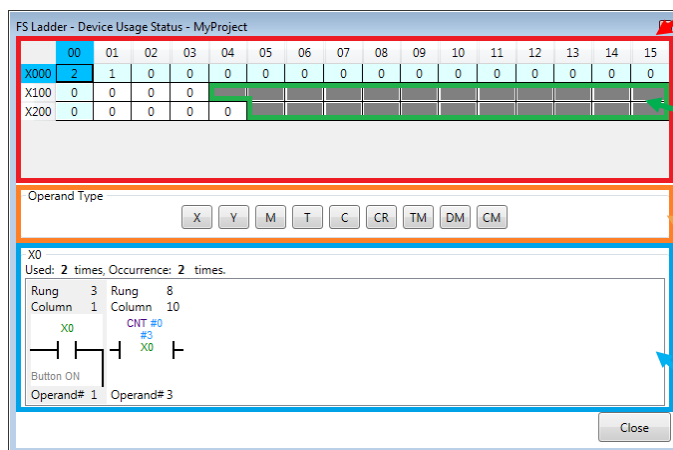 FS Ladder - Device Usage Status - MyProject
00 01 02 03 04 05 06 07 08 09 10 11 12 13 14 15
X000 2 1 0 0 0 0 0 0 0 0 0 0 0 0 0 0
X100 0 0 0 0
X200 0 0 0 0 0
Operand Type
X Y M T C CR TM DM CM
X0
Used: 2 times, Occurrence: 2 times.
Rung 3 Rung 8
Column 1 Column 10
X0 CNT #0
#3
X0
Button ON
Operand# 1 Operand# 3
Close